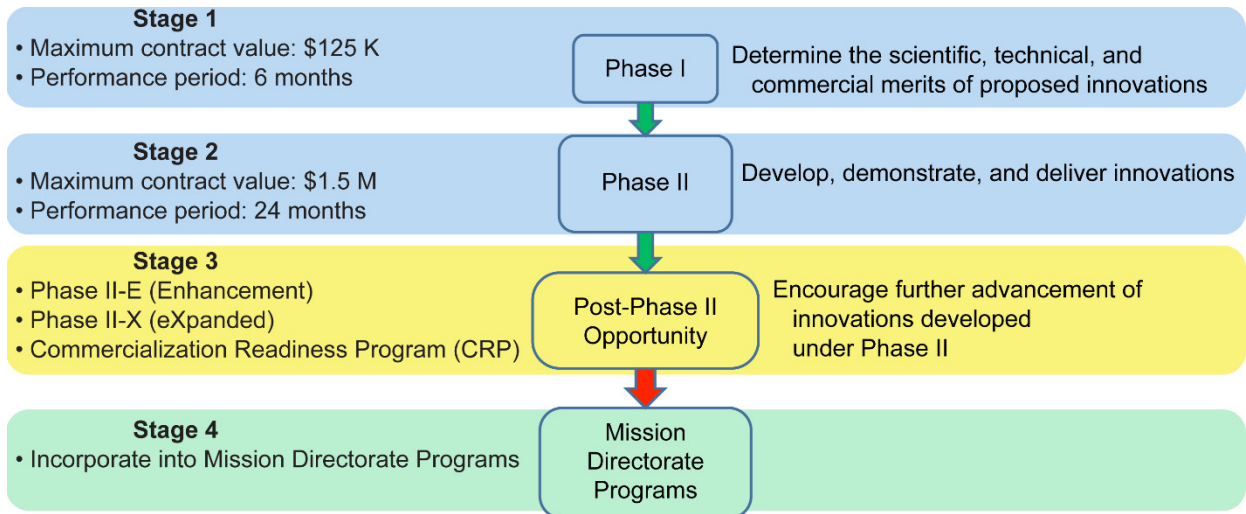 Stage 1
• Maximum contract value: $125 K
• Performance period: 6 months
Phase I
Determine the scientific, technical, and
commercial merits of proposed innovations
Stage 2
• Maximum contract value: $1.5 M
• Performance period: 24 months
Phase II
Develop, demonstrate, and deliver innovations
Stage 3
• Phase II-E (Enhancement)
• Phase II-X (eXpanded)
• Commercialization Readiness Program (CRP)
Post-Phase II
Opportunity
Encourage further advancement of
innovations developed
under Phase II
Stage 4
• Incorporate into Mission Directorate Programs
Mission
Directorate
Programs